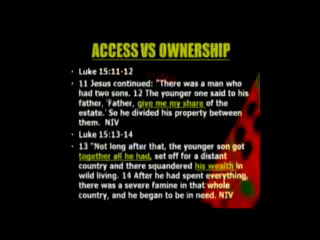 ACCESS VS OWNERSHIP
• Luke 15:11-12
• 11 Jesus continued: "There was a man who
had two sons. 12 The younger one said to his
father, 'Father, give me my share of the
estate.' So he divided his property between
them. NIV
• Luke 15:13-14
• 13 "Not long after that, the younger son got
together all he had, set off for a distant
country and there squandered his wealth in
wild living. 14 After he had spent everything,
there was a severe famine in that whole
country, and he began to be in need. NIV